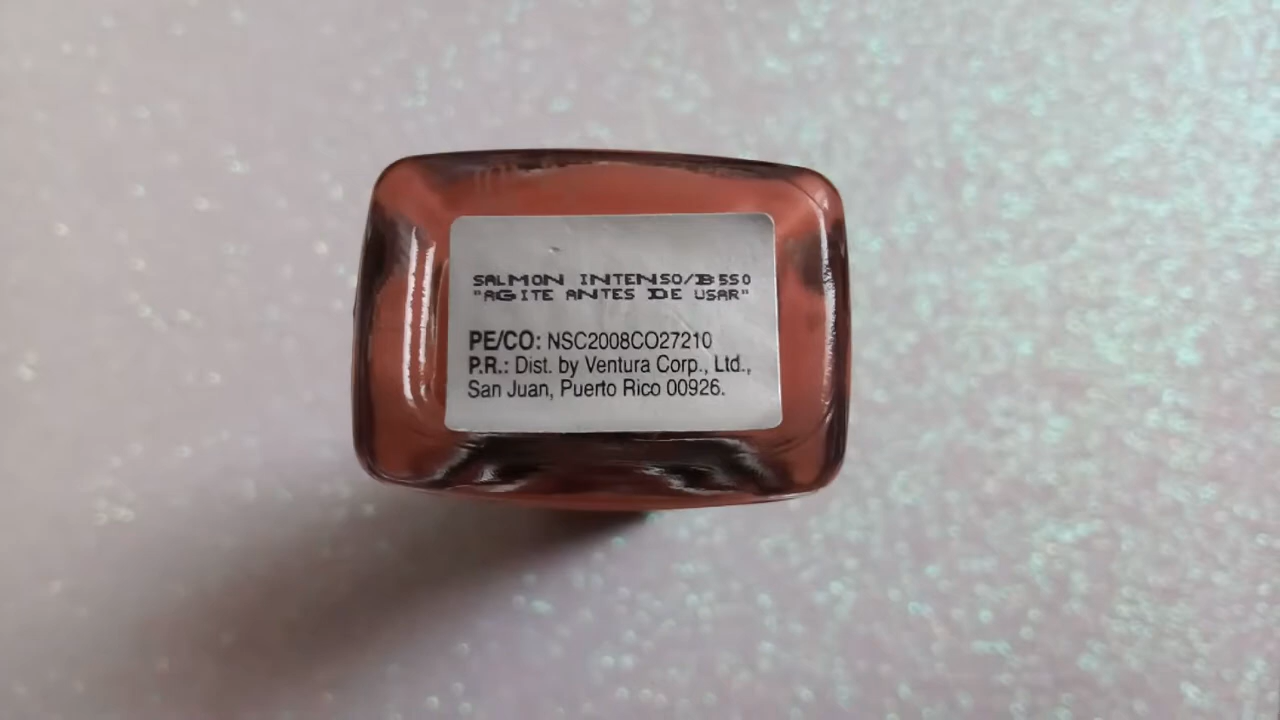 SALMON INTENSO/B550
"AGITE ANTES DE USAR"
PE/CO: NSC2008CO27210
P.R.: Dist. by Ventura Corp., Ltd.,
San Juan, Puerto Rico 00926.